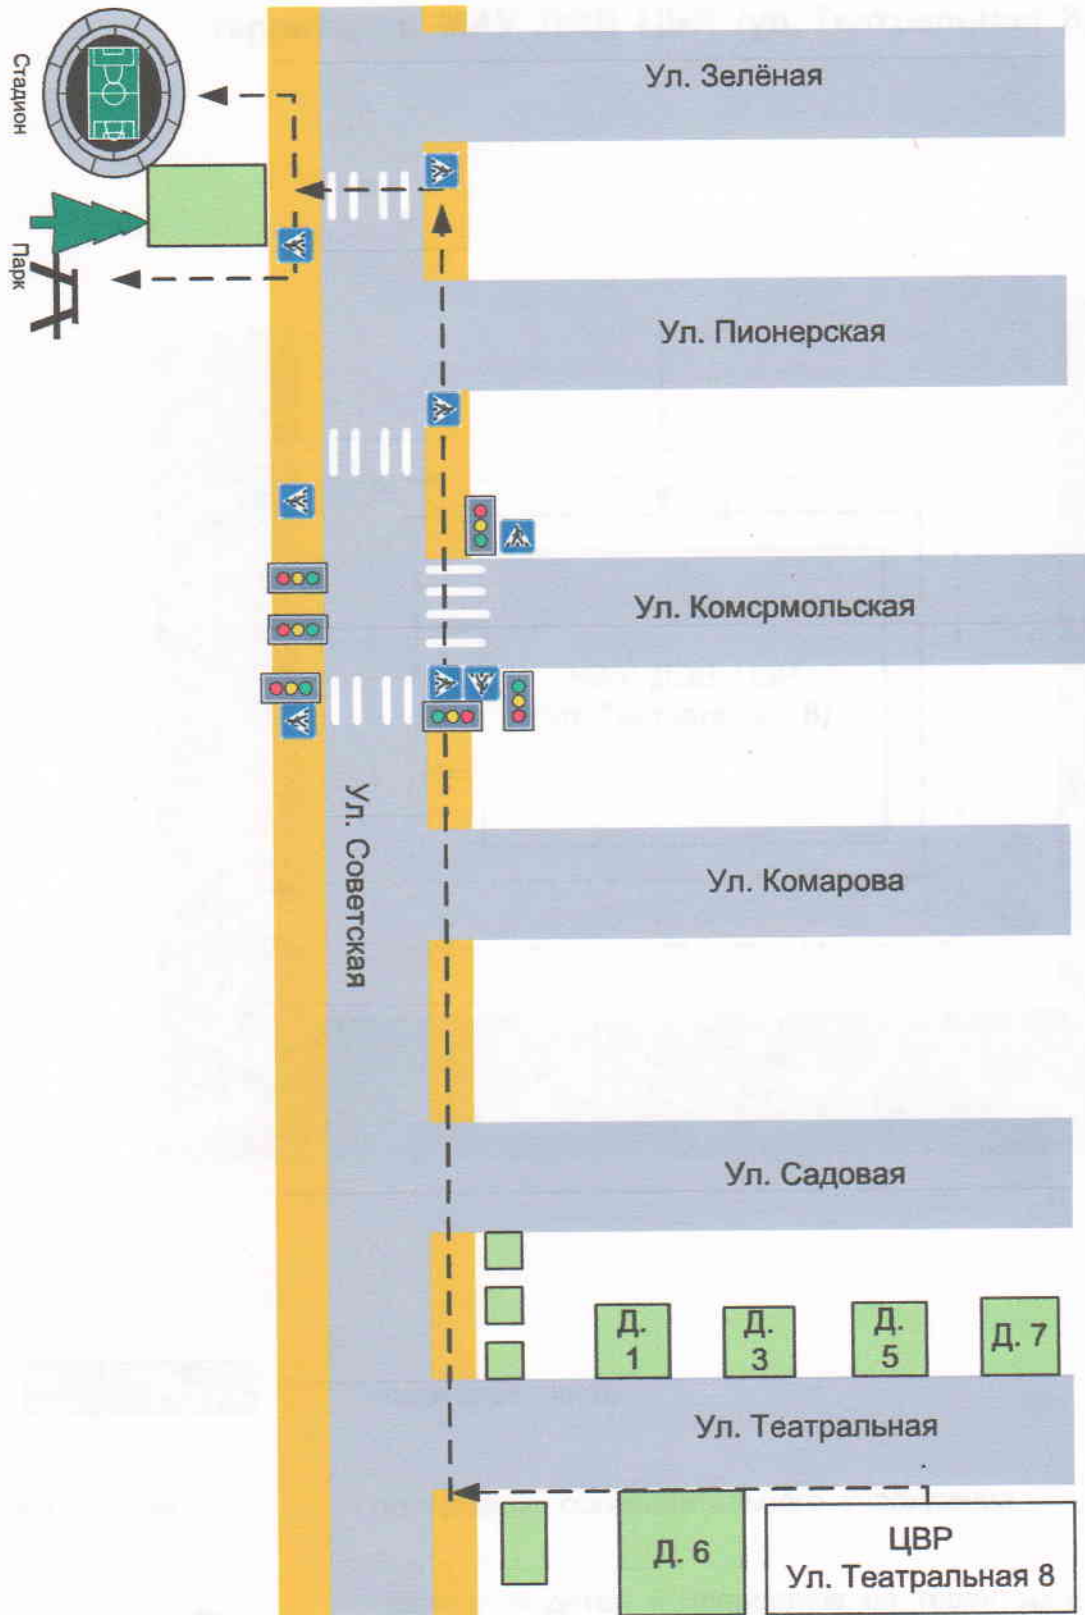 Ул. Зелёная
Стадион
Парк
Ул. Пионерская
Ул. Комсрмольская
Ул. Советская
Ул. Комарова
Ул. Садовая
Д.
1
Д.
3
Д.
5
Д. 7
Ул. Театральная
Д. 6
ЦВР
Ул. Театральная 8